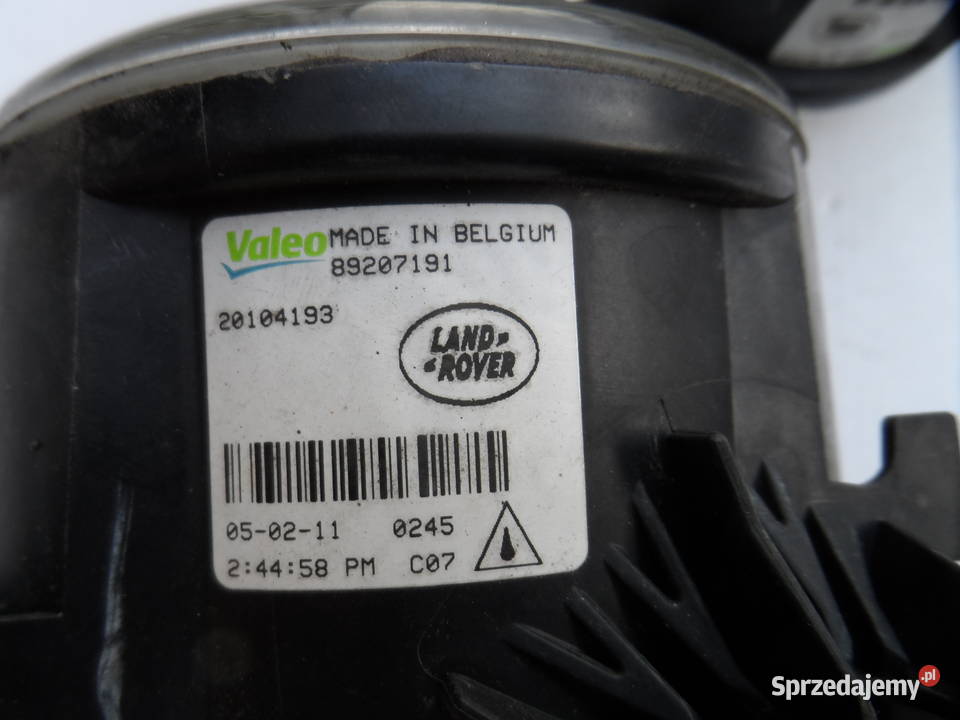 Valeo MADE IN BELGIUM
89207191
20104193
LAND
ROVER
05-02-11 0245
2:44:58 PM C07
Sprzedajemy.pl